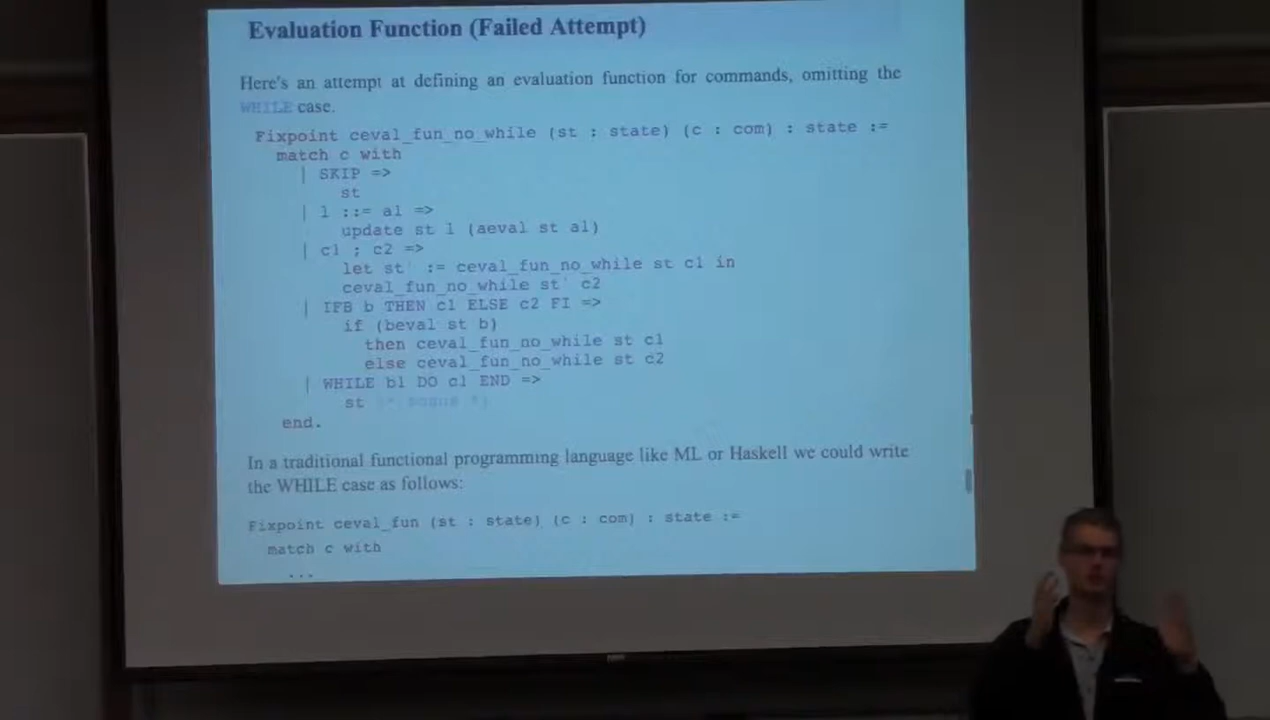 Evaluation Function (Failed Attempt)
Here's an attempt at defining an evaluation function for commands, omitting the
WHILE case.
Fixpoint ceval_fun_no_while (st : state) (c : com) : state :=
match c with
| SKIP =>
st
| l ::= a1 =>
update st l (aeval st a1)
| c1 ; c2 =>
let st' := ceval_fun_no_while st c1 in
ceval_fun_no_while st' c2
| IFB b THEN c1 ELSE c2 FI =>
if (beval st b)
then ceval_fun_no_while st c1
else ceval_fun_no_while st c2
| WHILE b1 DO c1 END =>
st (* bogus *)
end.
In a traditional functional programming language like ML or Haskell we could write
the WHILE case as follows:
Fixpoint ceval_fun (st : state) (c : com) : state :=
match c with
...